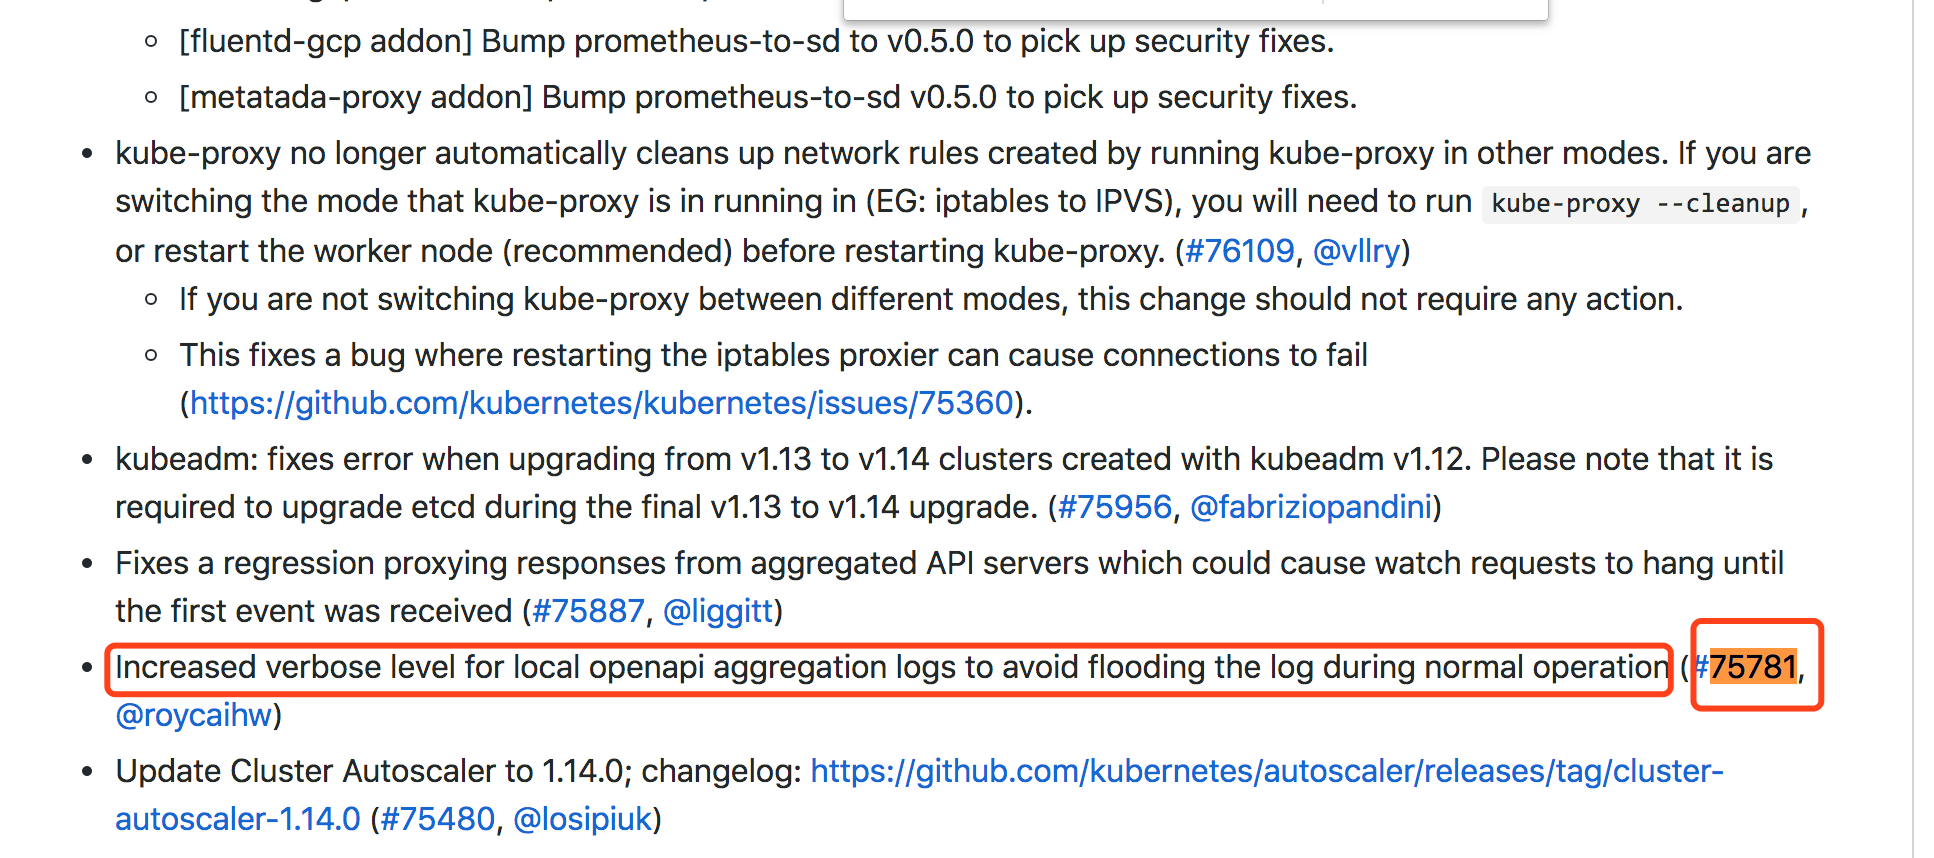 [fluentd-gcp addon] Bump prometheus-to-sd to v0.5.0 to pick up security fixes.
[metatada-proxy addon] Bump prometheus-to-sd v0.5.0 to pick up security fixes.
kube-proxy no longer automatically cleans up network rules created by running kube-proxy in other modes. If you are
switching the mode that kube-proxy is in running in (EG: iptables to IPVS), you will need to run kube-proxy --cleanup ,
or restart the worker node (recommended) before restarting kube-proxy. (#76109, @vllry)
If you are not switching kube-proxy between different modes, this change should not require any action.
This fixes a bug where restarting the iptables proxier can cause connections to fail
(https://github.com/kubernetes/kubernetes/issues/75360).
kubeadm: fixes error when upgrading from v1.13 to v1.14 clusters created with kubeadm v1.12. Please note that it is
required to upgrade etcd during the final v1.13 to v1.14 upgrade. (#75956, @fabriziopandini)
Fixes a regression proxying responses from aggregated API servers which could cause watch requests to hang until
the first event was received (#75887, @liggitt)
Increased verbose level for local openapi aggregation logs to avoid flooding the log during normal operation (#75781,
@roycaihw)
Update Cluster Autoscaler to 1.14.0; changelog: https://github.com/kubernetes/autoscaler/releases/tag/cluster-
autoscaler-1.14.0 (#75480, @losipiuk)